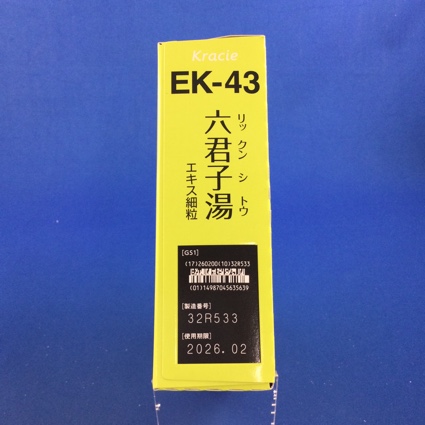 Kracie
EK-43
六君子湯
リックンシトウ
エキス細粒
[GS1]
(17)260200(10)32R533
(01)14987045635639
[製造番号]
32R533
[使用期限]
2026.02